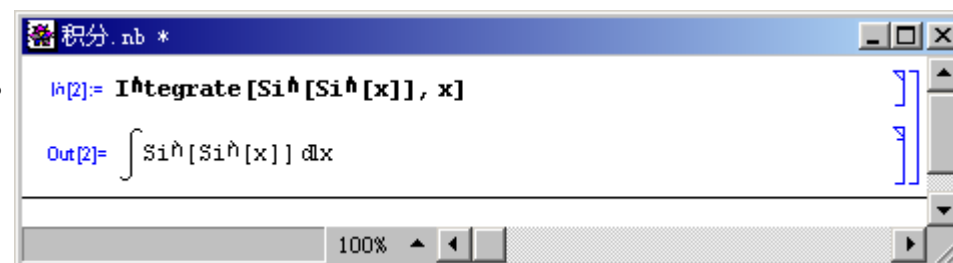 积分.nb *
In[2]:= Integrate[Sin[Sin[x]], x]
Out[2]= ∫Sin[Sin[x]] dx
100%